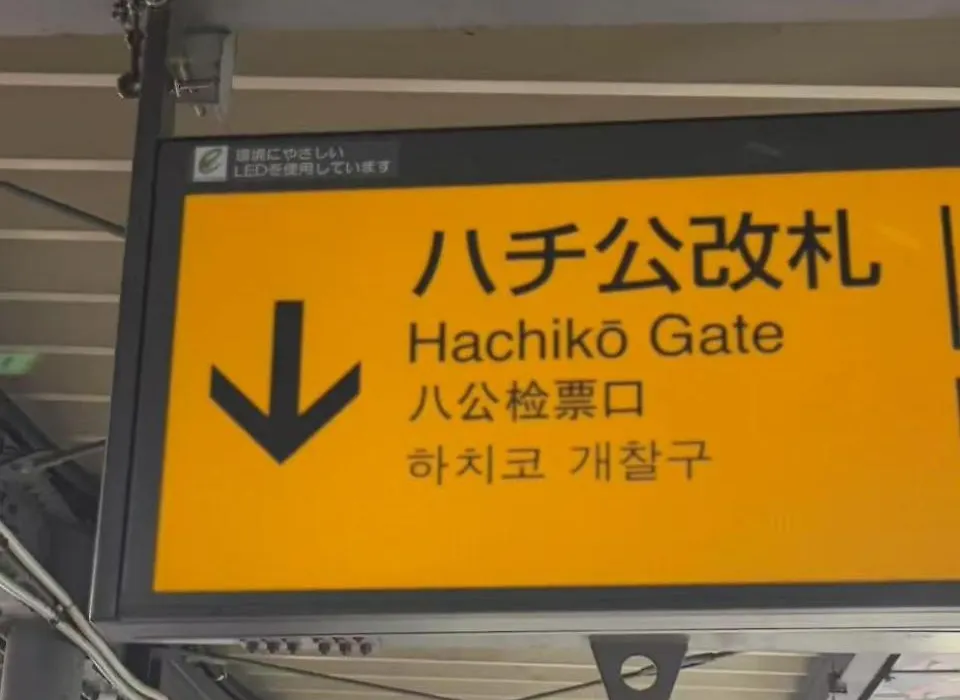 環境にやさしい
LEDを使用しています
ハチ公改札
Hachikō Gate
八公检票口
하치코 개찰구